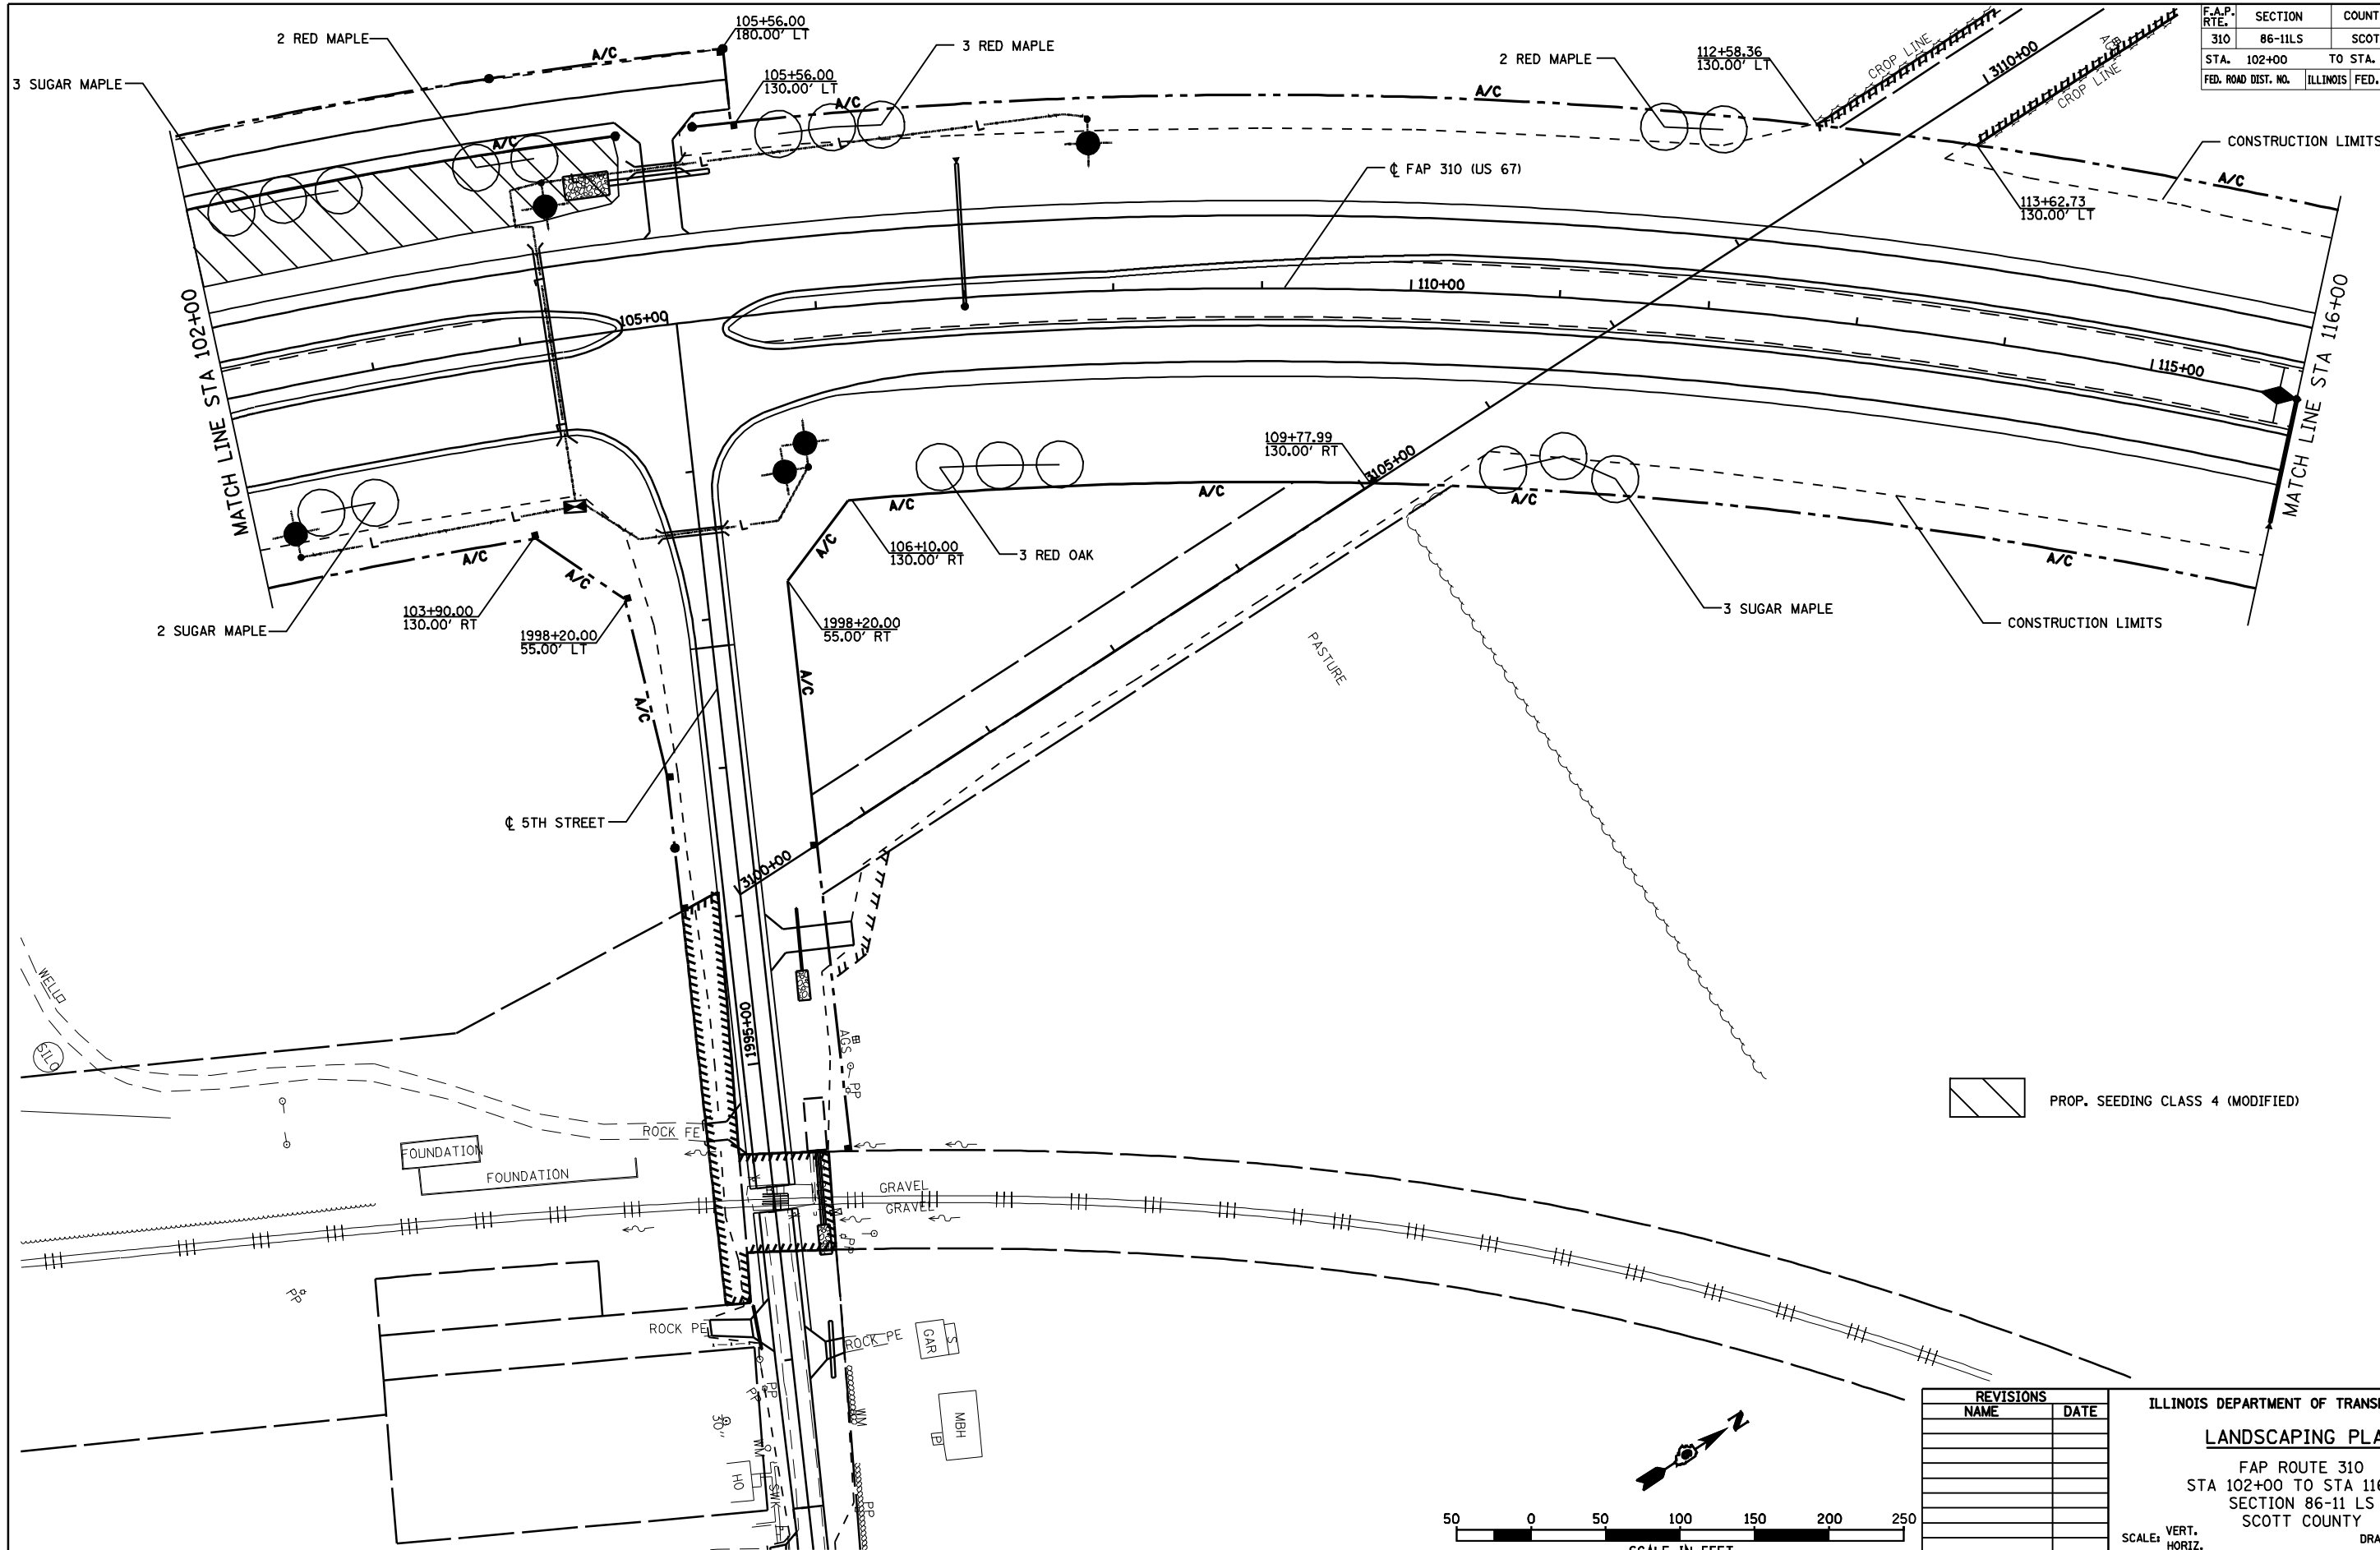 F.A.P. RTE. SECTION COUNT
310 86-11LS SCOT
STA. 102+00 TO STA.
FED. ROAD DIST. NO. ILLINOIS FED.
105+56.00
180.00' LT
2 RED MAPLE
A/C
3 RED MAPLE
3 SUGAR MAPLE
105+56.00
130.00' LT
A/C
A/C
2 RED MAPLE
112+58.36
130.00' LT
CROP LINE
3110+00
AGS
CROP LINE
A/C
CONSTRUCTION LIMITS
℄ FAP 310 (US 67)
A/C
113+62.73
130.00' LT
L
L
L
110+00
105+00
115+00
MATCH LINE STA 102+00
MATCH LINE STA 116+00
109+77.99
130.00' RT
3105+00
A/C
A/C
A/C
L
L
L
A/C
A/C
A/C
A/C
106+10.00
130.00' RT
3 RED OAK
103+90.00
130.00' RT
1998+20.00
55.00' LT
1998+20.00
55.00' RT
2 SUGAR MAPLE
3 SUGAR MAPLE
CONSTRUCTION LIMITS
PASTURE
A/C
A/C
℄ 5TH STREET
3100+00
WELL
SILO
1995+00
AGS
PP
PROP. SEEDING CLASS 4 (MODIFIED)
ROCK FE
FOUNDATION
FOUNDATION
GRAVEL
GRAVEL
PP
PP
ROCK PE
ROCK PE
GAR
S
PP
PP
WM
MBH
P
30"
WM
HO
SWK
PP
P
N
50 0 50 100 150 200 250
SCALE IN FEET
REVISIONS
NAME DATE
ILLINOIS DEPARTMENT OF TRANS
LANDSCAPING PLA
FAP ROUTE 310
STA 102+00 TO STA 116
SECTION 86-11 LS
SCOTT COUNTY
SCALE: VERT.
HORIZ.
DRA